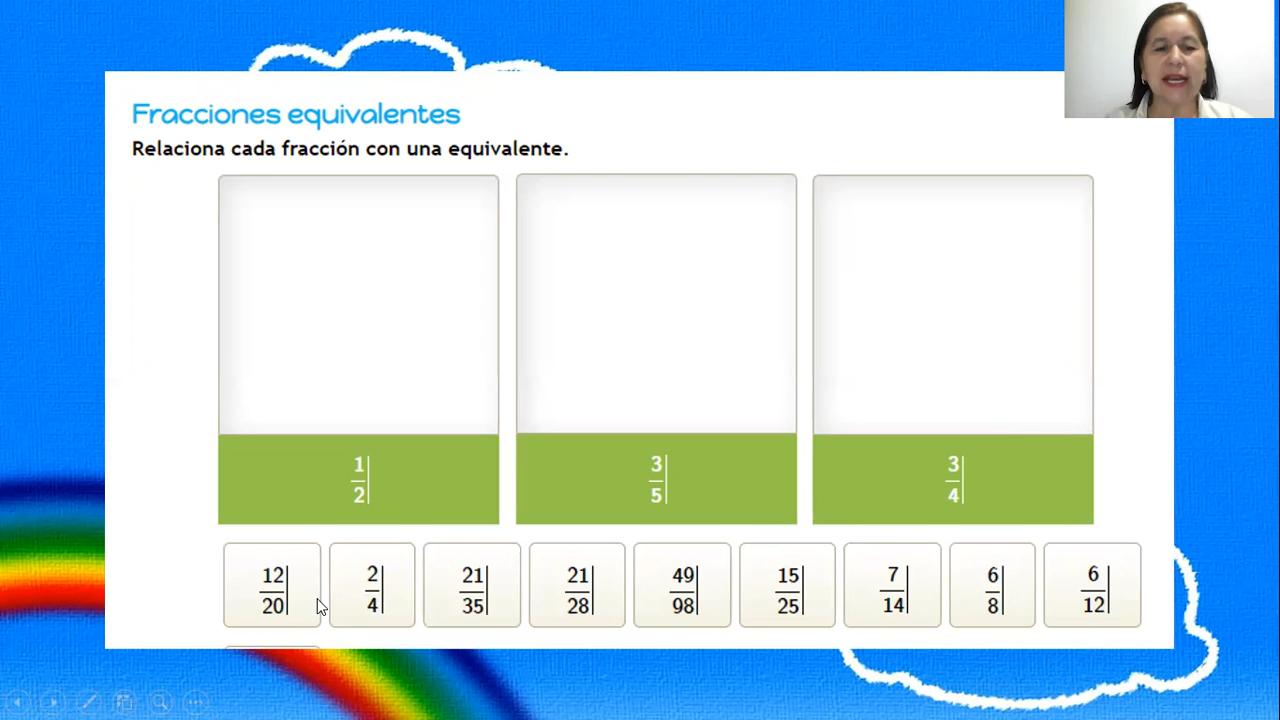 Fracciones equivalentes
Relaciona cada fracción con una equivalente.
1/2 3/5 3/4
12/20 2/4 21/35 21/28 49/98 15/25 7/14 6/8 6/12